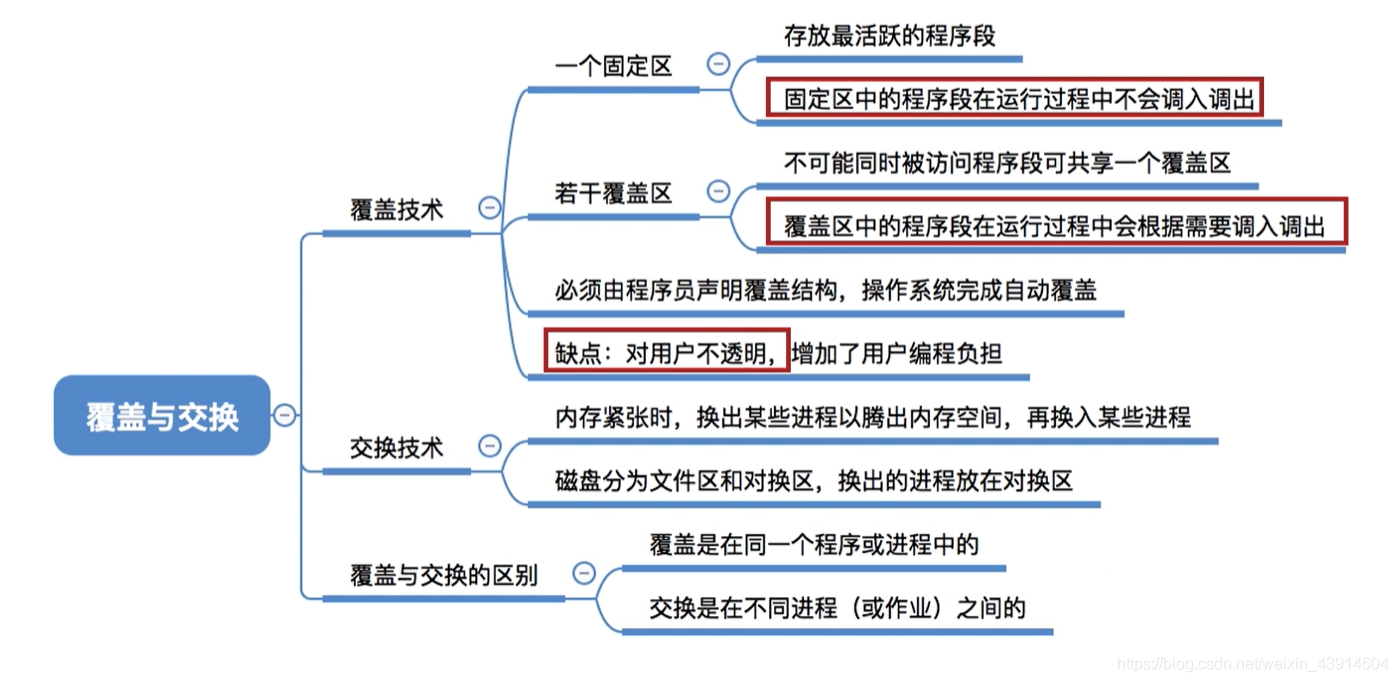 覆盖与交换
覆盖技术
一个固定区
存放最活跃的程序段
固定区中的程序段在运行过程中不会调入调出
若干覆盖区
不可能同时被访问程序段可共享一个覆盖区
覆盖区中的程序段在运行过程中会根据需要调入调出
必须由程序员声明覆盖结构，操作系统完成自动覆盖
缺点：对用户不透明，增加了用户编程负担
交换技术
内存紧张时，换出某些进程以腾出内存空间，再换入某些进程
磁盘分为文件区和对换区，换出的进程放在对换区
覆盖与交换的区别
覆盖是在同一个程序或进程中的
交换是在不同进程（或作业）之间的
https://blog.csdn.net/weixin_43914604